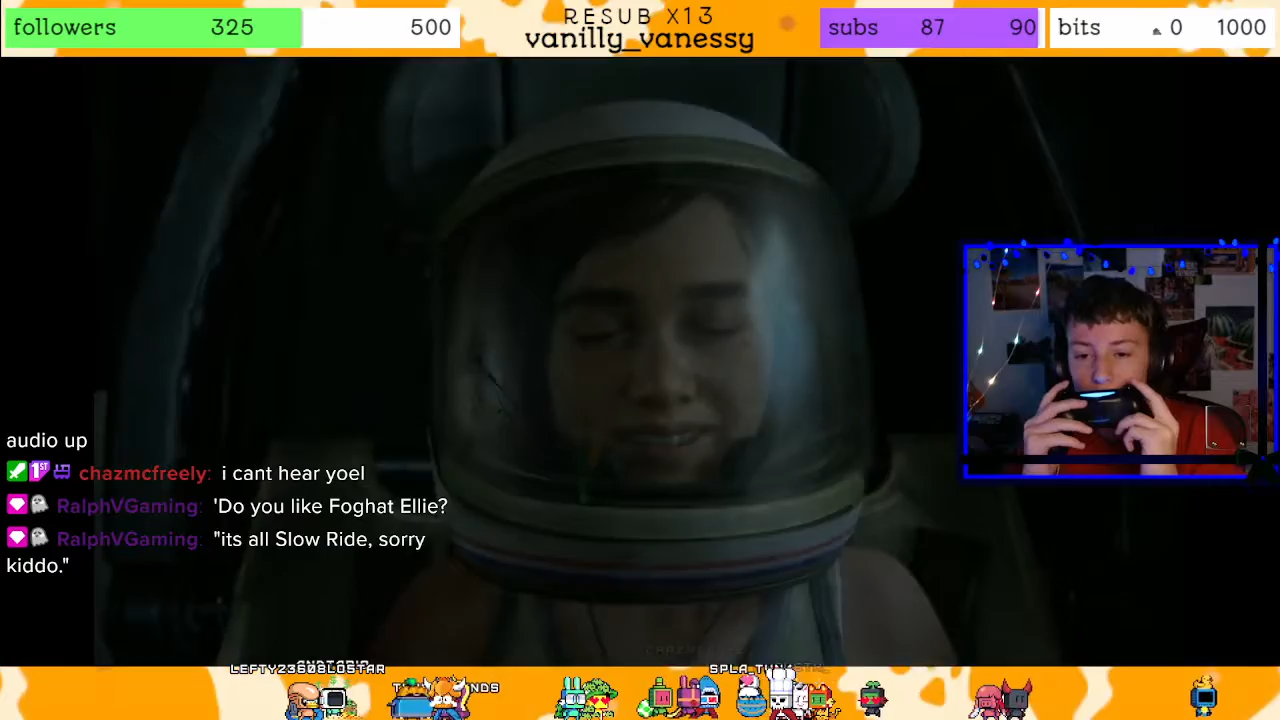 followers 325 500
RESUB X13
vanilly_vanessy
subs 87 90
bits 0 1000
audio up
chazmcfreely: i cant hear yoel
RalphVGaming: 'Do you like Foghat Ellie?
RalphVGaming: "its all Slow Ride, sorry
kiddo."
1ST